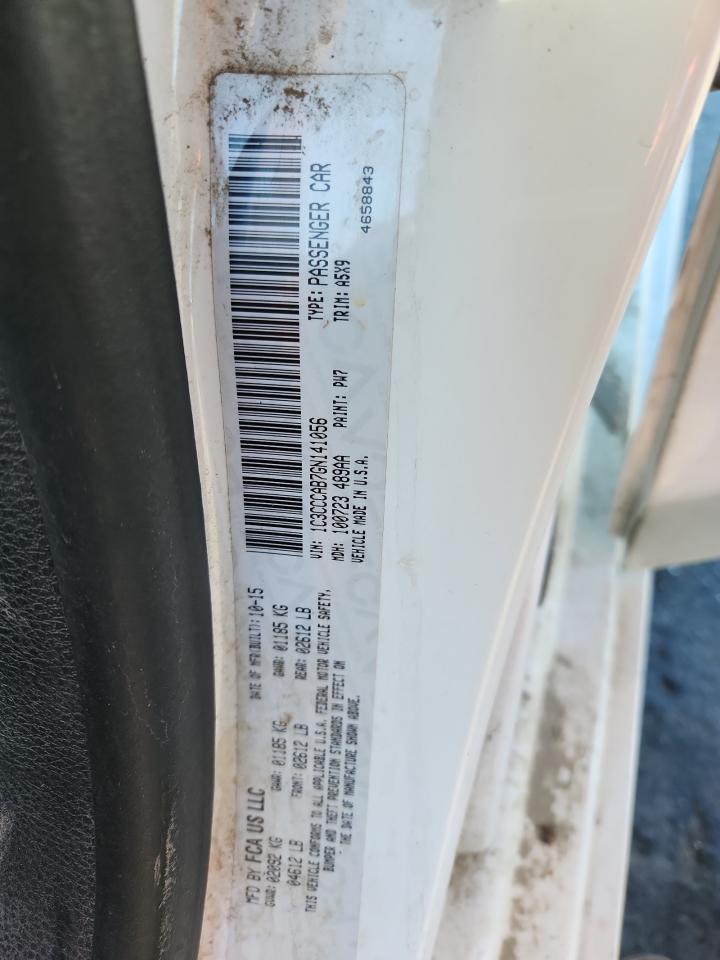 MFD BY FCA US LLC
DATE OF MFR(BUILT): 10-15
GVWR: 02092 KG
GAWR: 01185 KG
GAWR: 01185 KG
04612 LB
FRONT: 02612 LB
REAR: 02612 LB
THIS VEHICLE CONFORMS TO ALL APPLICABLE U.S.A. FEDERAL MOTOR VEHICLE SAFETY,
BUMPER AND THEFT PREVENTION STANDARDS IN EFFECT ON
THE DATE OF MANUFACTURE SHOWN ABOVE.
VIN: 1C3CCCAB7GN141056
TYPE: PASSENGER CAR
MDH: 100723 489AA
PAINT: PW7
TRIM: A5X9
VEHICLE MADE IN U.S.A.
4658843